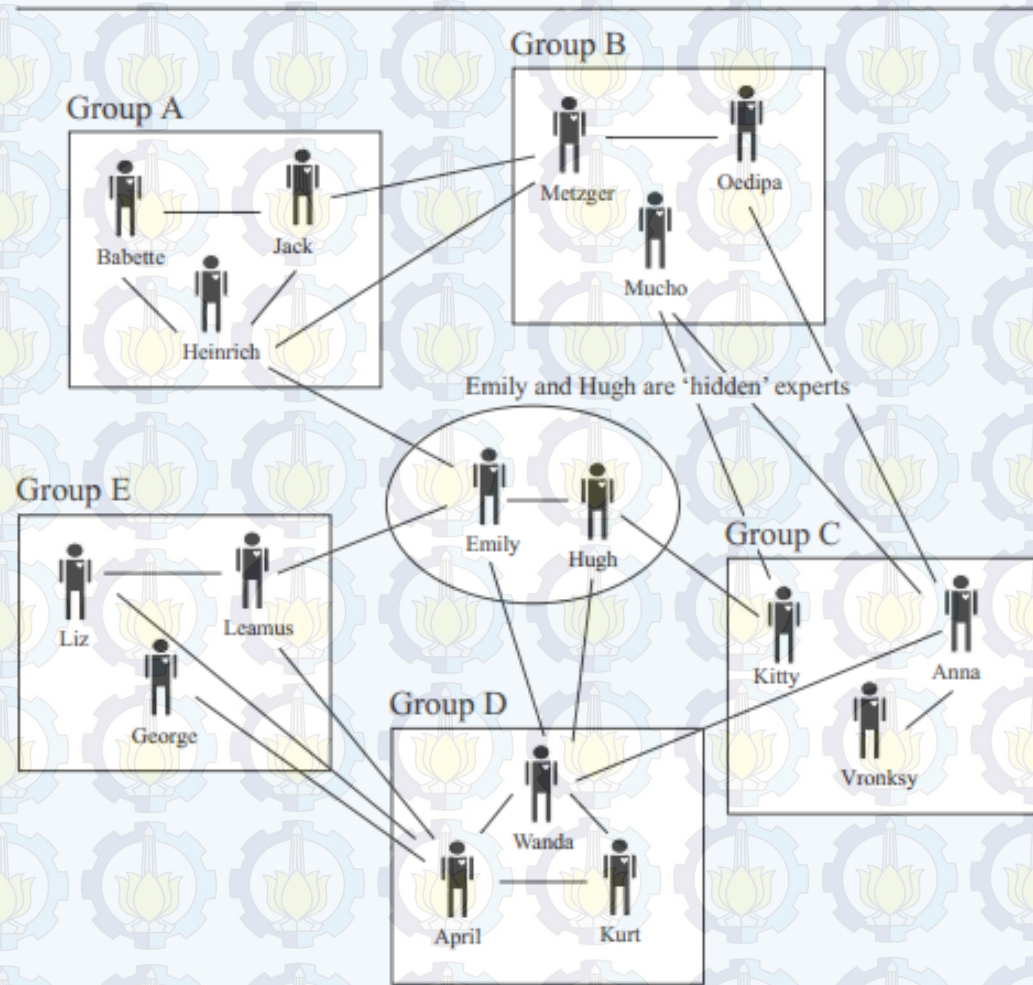 Group B
Group A
Metzger
Oedipa
Babette
Jack
Mucho
Heinrich
Emily and Hugh are ‘hidden’ experts
Group E
Emily
Hugh
Group C
Liz
Leamus
Kitty
Anna
George
Group D
Vronksy
Wanda
April
Kurt